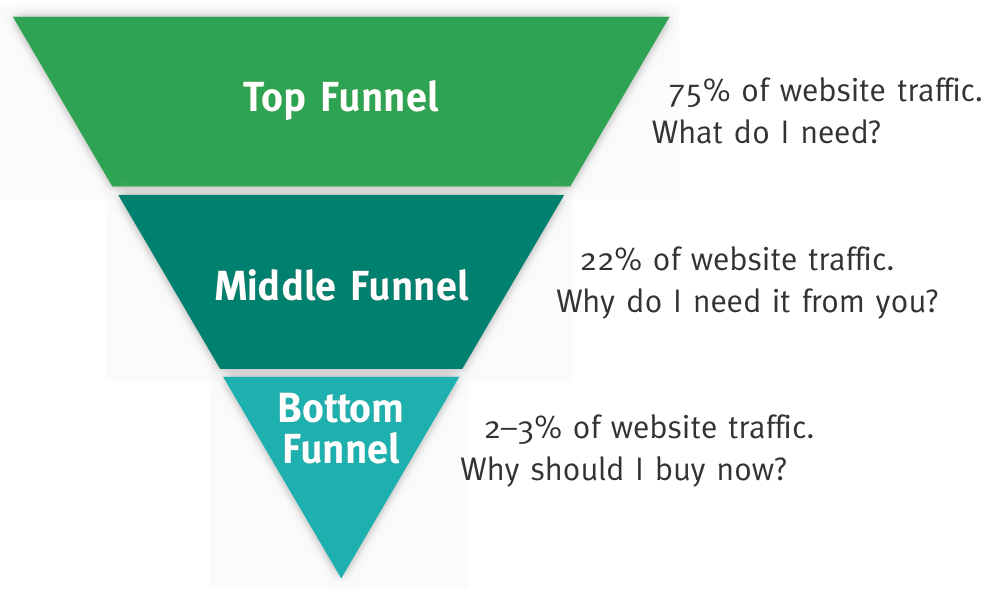 Top Funnel
75% of website traffic.
What do I need?
Middle Funnel
22% of website traffic.
Why do I need it from you?
Bottom
Funnel
2–3% of website traffic.
Why should I buy now?